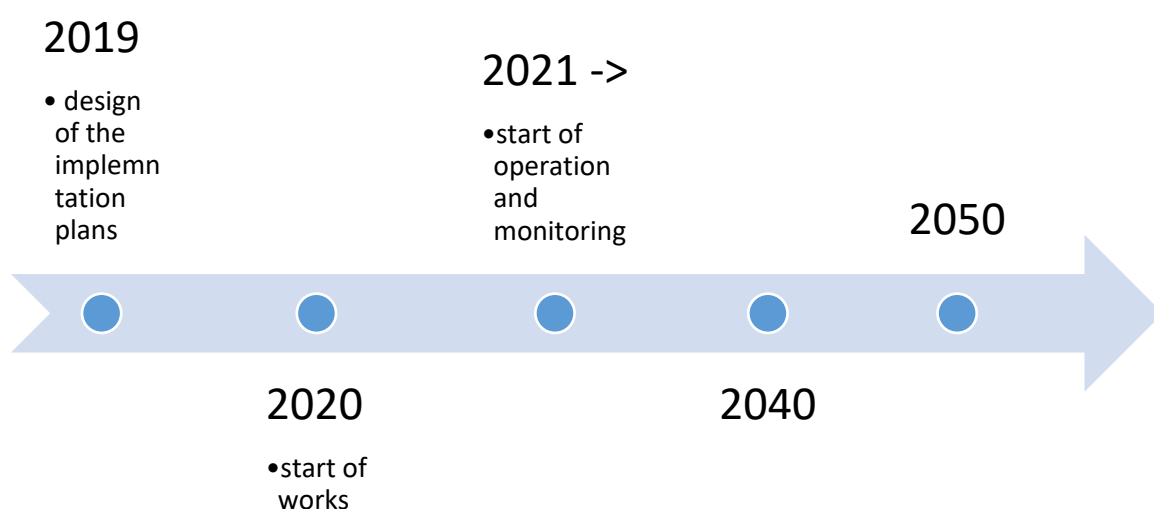 2019
• design
of the
implemn
tation
plans
2020
•start of
works
2021 ->
•start of
operation
and
monitoring
2040
2050